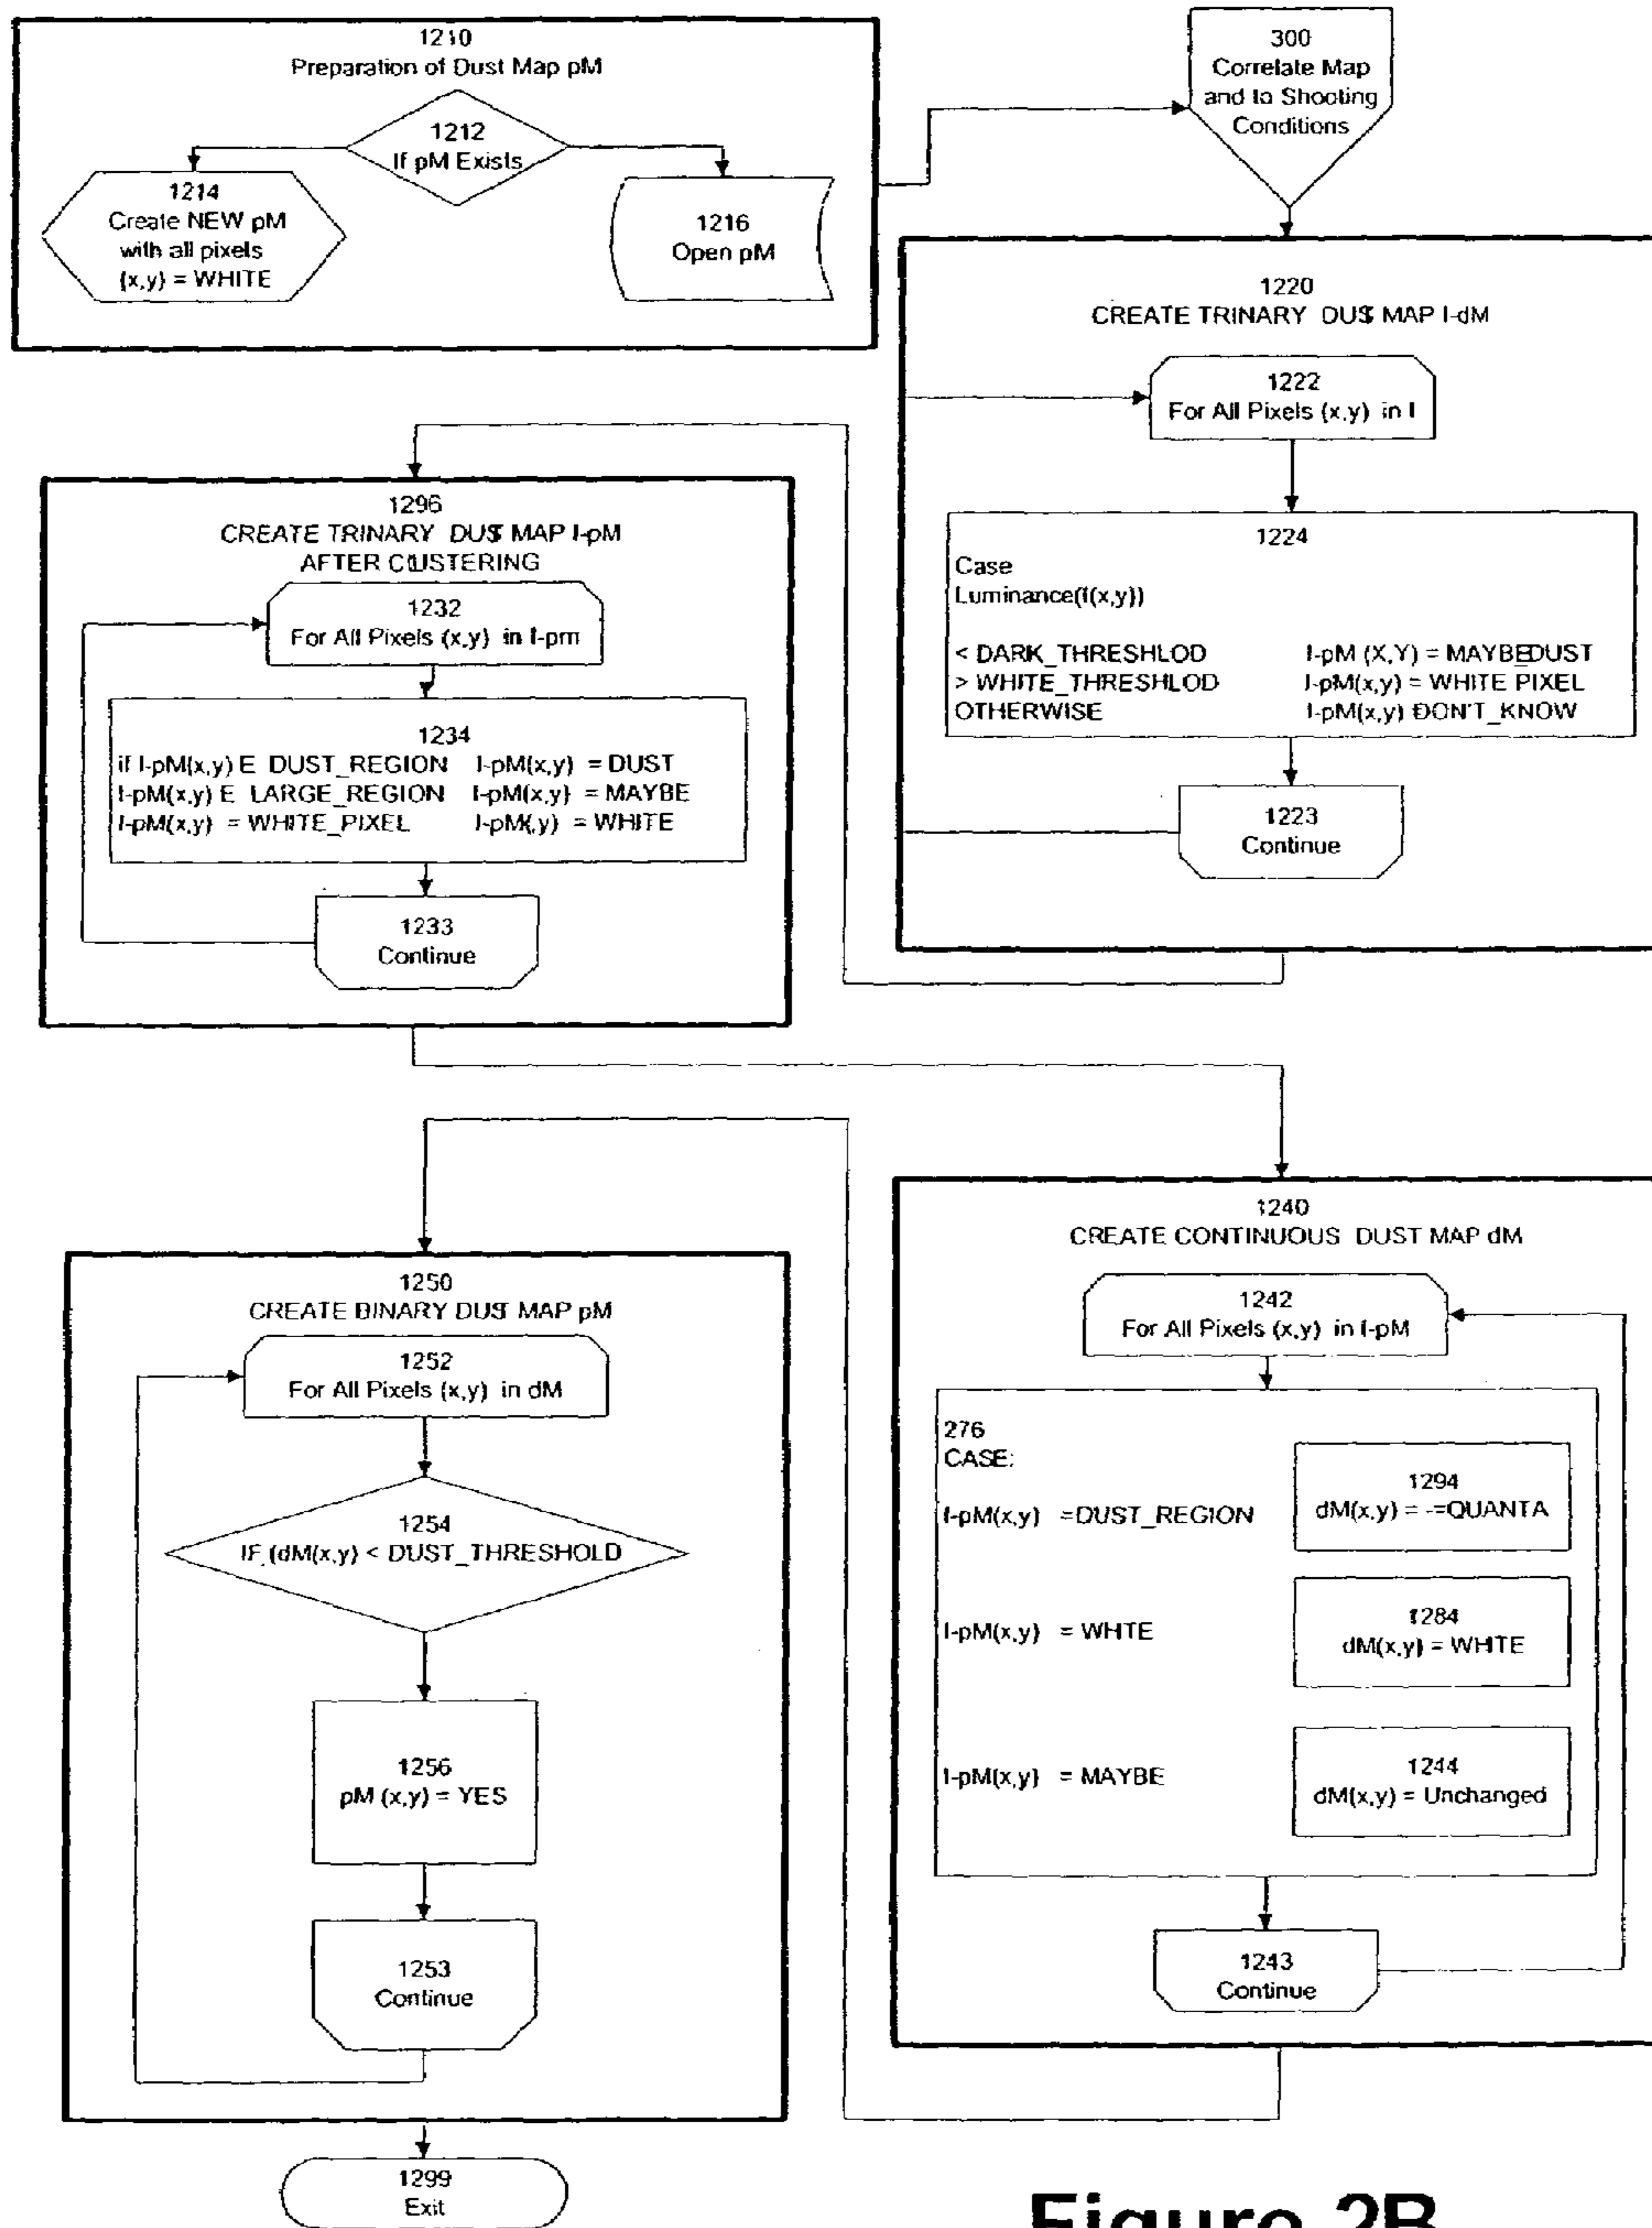 1210
Preparation of Dust Map pM
1212
If pM Exists
1214
Create NEW pM
with all pixels
(x,y) = WHITE
1216
Open pM
300
Correlate Map
and to Shooting
Conditions
1220
CREATE TRINARY DUS MAP I-dM
1222
For All Pixels (x,y) in I
1224
Case
Luminance(I(x,y))
< DARK_THRESHLOD I-pM (X,Y) = MAYBEDUST
> WHITE_THRESHLOD I-pM(x,y) = WHITE PIXEL
OTHERWISE I-pM(x,y) DON'T_KNOW
1223
Continue
1296
CREATE TRINARY DUS MAP I-pM
AFTER CLUSTERING
1232
For All Pixels (x,y) in I-pm
1234
if I-pM(x,y) E DUST_REGION I-pM(x,y) = DUST
I-pM(x,y) E LARGE_REGION I-pM(x,y) = MAYBE
I-pM(x,y) = WHITE_PIXEL I-pM(,y) = WHITE
1233
Continue
1240
CREATE CONTINUOUS DUST MAP dM
1242
For All Pixels (x,y) in I-pM
276
CASE:
I-pM(x,y) =DUST_REGION
1294
dM(x,y) = -=QUANTA
I-pM(x,y) = WHTE
1284
dM(x,y) = WHTE
I-pM(x,y) = MAYBE
1244
dM(x,y) = Unchanged
1243
Continue
1250
CREATE BINARY DUS MAP pM
1252
For All Pixels (x,y) in dM
1254
IF (dM(x,y) < DUST_THRESHOLD
1256
pM (x,y) = YES
1253
Continue
1299
Exit
Figure 2B